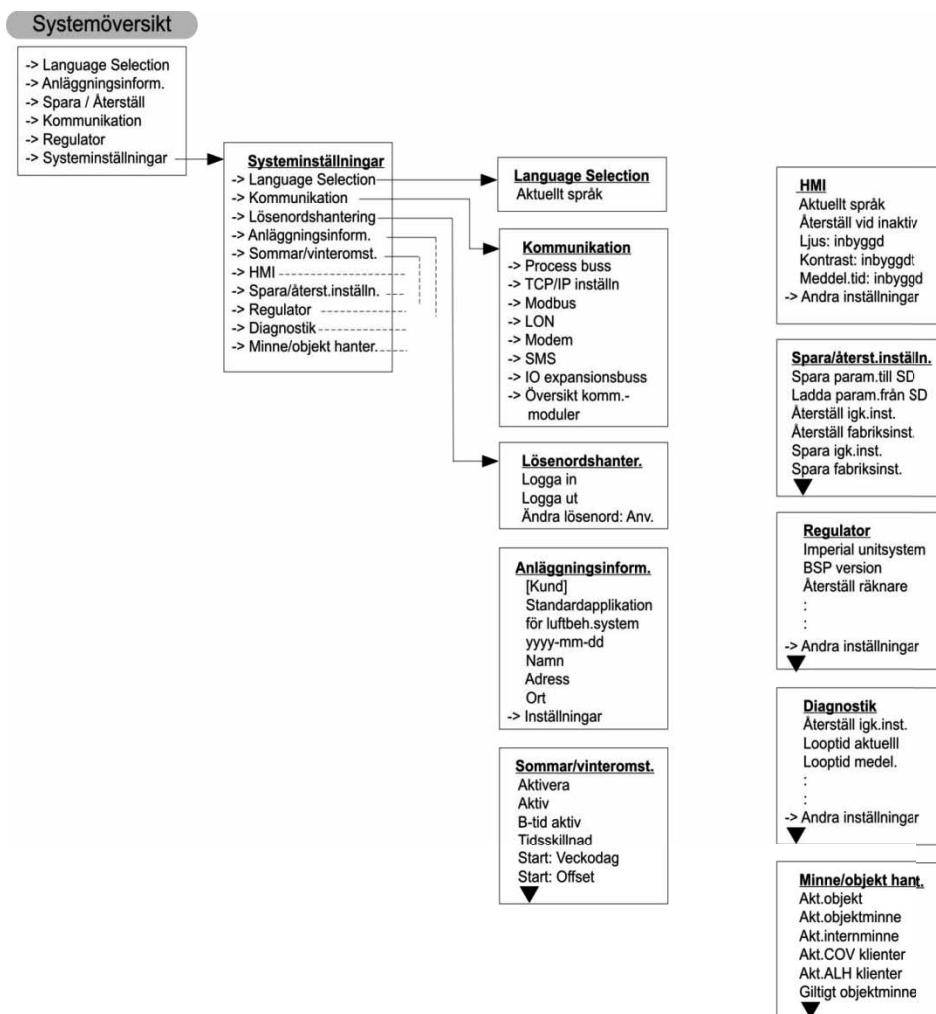 Systemöversikt
-> Language Selection
-> Anläggningsinform.
-> Spara / Återställ
-> Kommunikation
-> Regulator
-> Systeminställningar
Systeminställningar
-> Language Selection
-> Kommunikation
-> Lösenordshantering
-> Anläggningsinform.
-> Sommar/vinteromst.
-> HMI
-> Spara/återst.inställn.
-> Regulator
-> Diagnostik
-> Minne/objekt hanter.
Language Selection
Aktuellt språk
Kommunikation
-> Process buss
-> TCP/IP inställn
-> Modbus
-> LON
-> Modem
-> SMS
-> IO expansionsbuss
-> Översikt komm.-
moduler
Lösenordshanter.
Logga in
Logga ut
Ändra lösenord: Anv.
Anläggningsinform.
[Kund]
Standardapplikation
för luftbeh.system
yyyy-mm-dd
Namn
Adress
Ort
-> Inställningar
Sommar/vinteromst.
Aktivera
Aktiv
B-tid aktiv
Tidsskillnad
Start: Veckodag
Start: Offset
HMI
Aktuellt språk
Återställ vid inaktiv
Ljus: inbyggd
Kontrast: inbyggdt
Meddel.tid: inbyggd
-> Andra inställningar
Spara/återst.inställn.
Spara param.till SD
Ladda param.från SD
Återställ igk.inst.
Återställ fabriksinst.
Spara igk.inst.
Spara fabriksinst.
Regulator
Imperial unitsystem
BSP version
Återställ räknare
:
:
-> Andra inställningar
Diagnostik
Återställ igk.inst.
Looptid aktuelll
Looptid medel.
:
:
-> Andra inställningar
Minne/objekt hant.
Akt.objekt
Akt.objektminne
Akt.internminne
Akt.COV klienter
Akt.ALH klienter
Giltigt objektminne